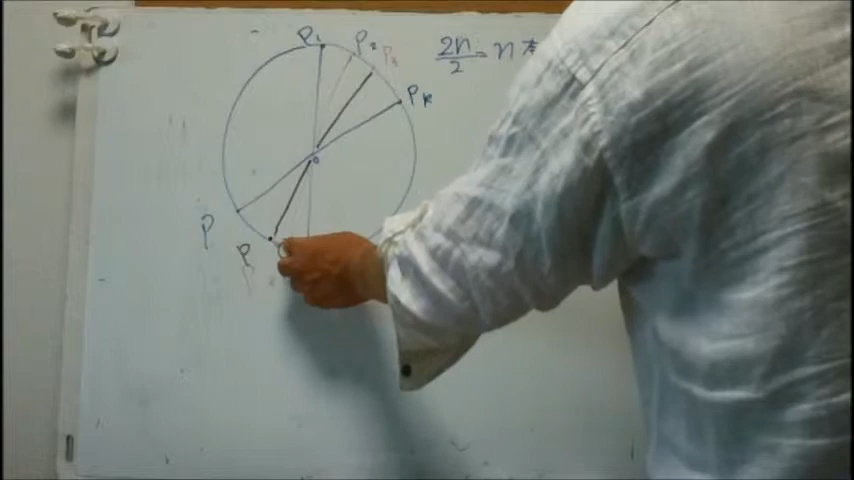 P₁
P₂
P₃
2n/2 = n本
Pₖ
O
P
P